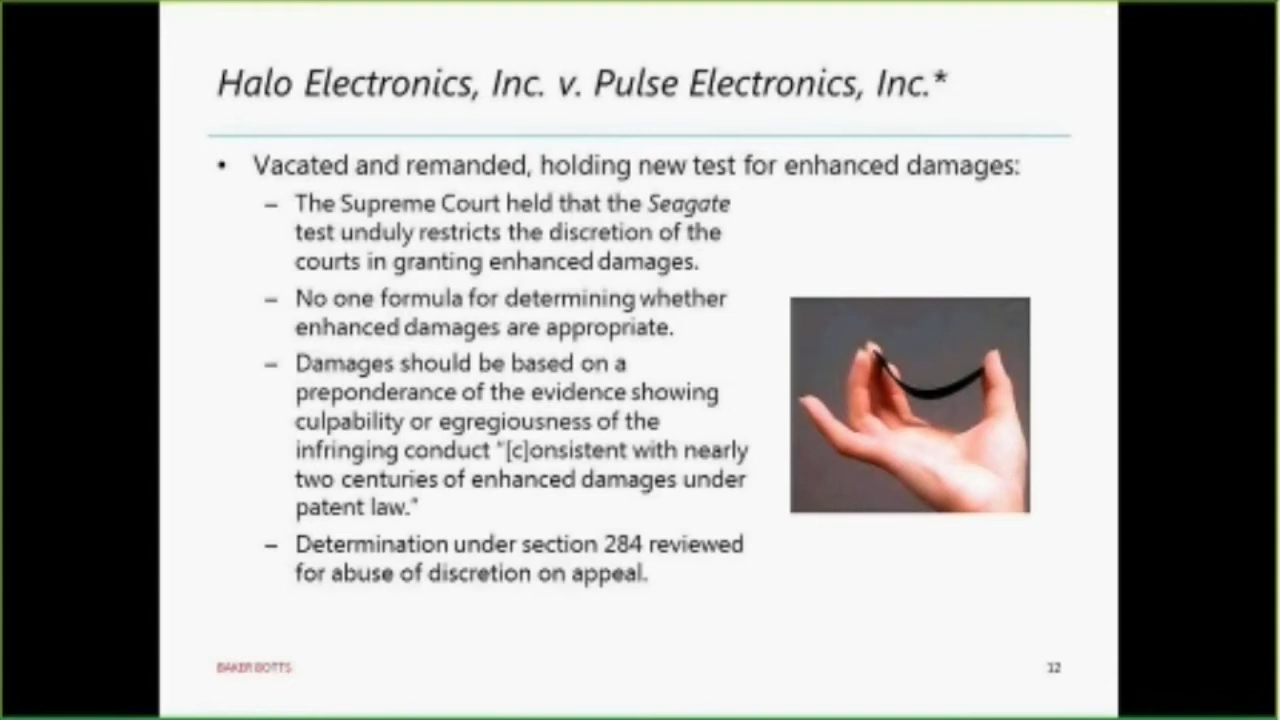 Halo Electronics, Inc. v. Pulse Electronics, Inc.*
• Vacated and remanded, holding new test for enhanced damages:
– The Supreme Court held that the Seagate
test unduly restricts the discretion of the
courts in granting enhanced damages.
– No one formula for determining whether
enhanced damages are appropriate.
– Damages should be based on a
preponderance of the evidence showing
culpability or egregiousness of the
infringing conduct "[c]onsistent with nearly
two centuries of enhanced damages under
patent law."
– Determination under section 284 reviewed
for abuse of discretion on appeal.
BAKER BOTTS
12